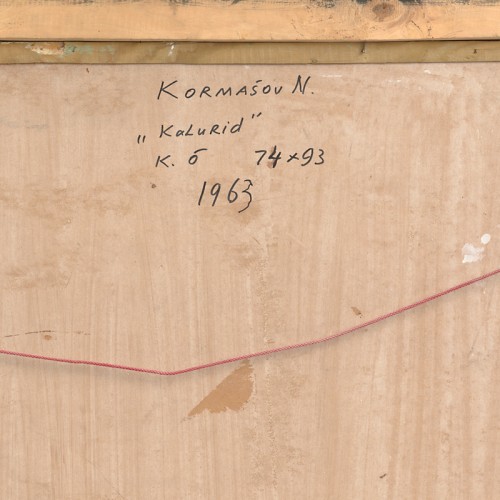 KORMAŠOV N.
„KALURID"
K. Õ 74×93
1963